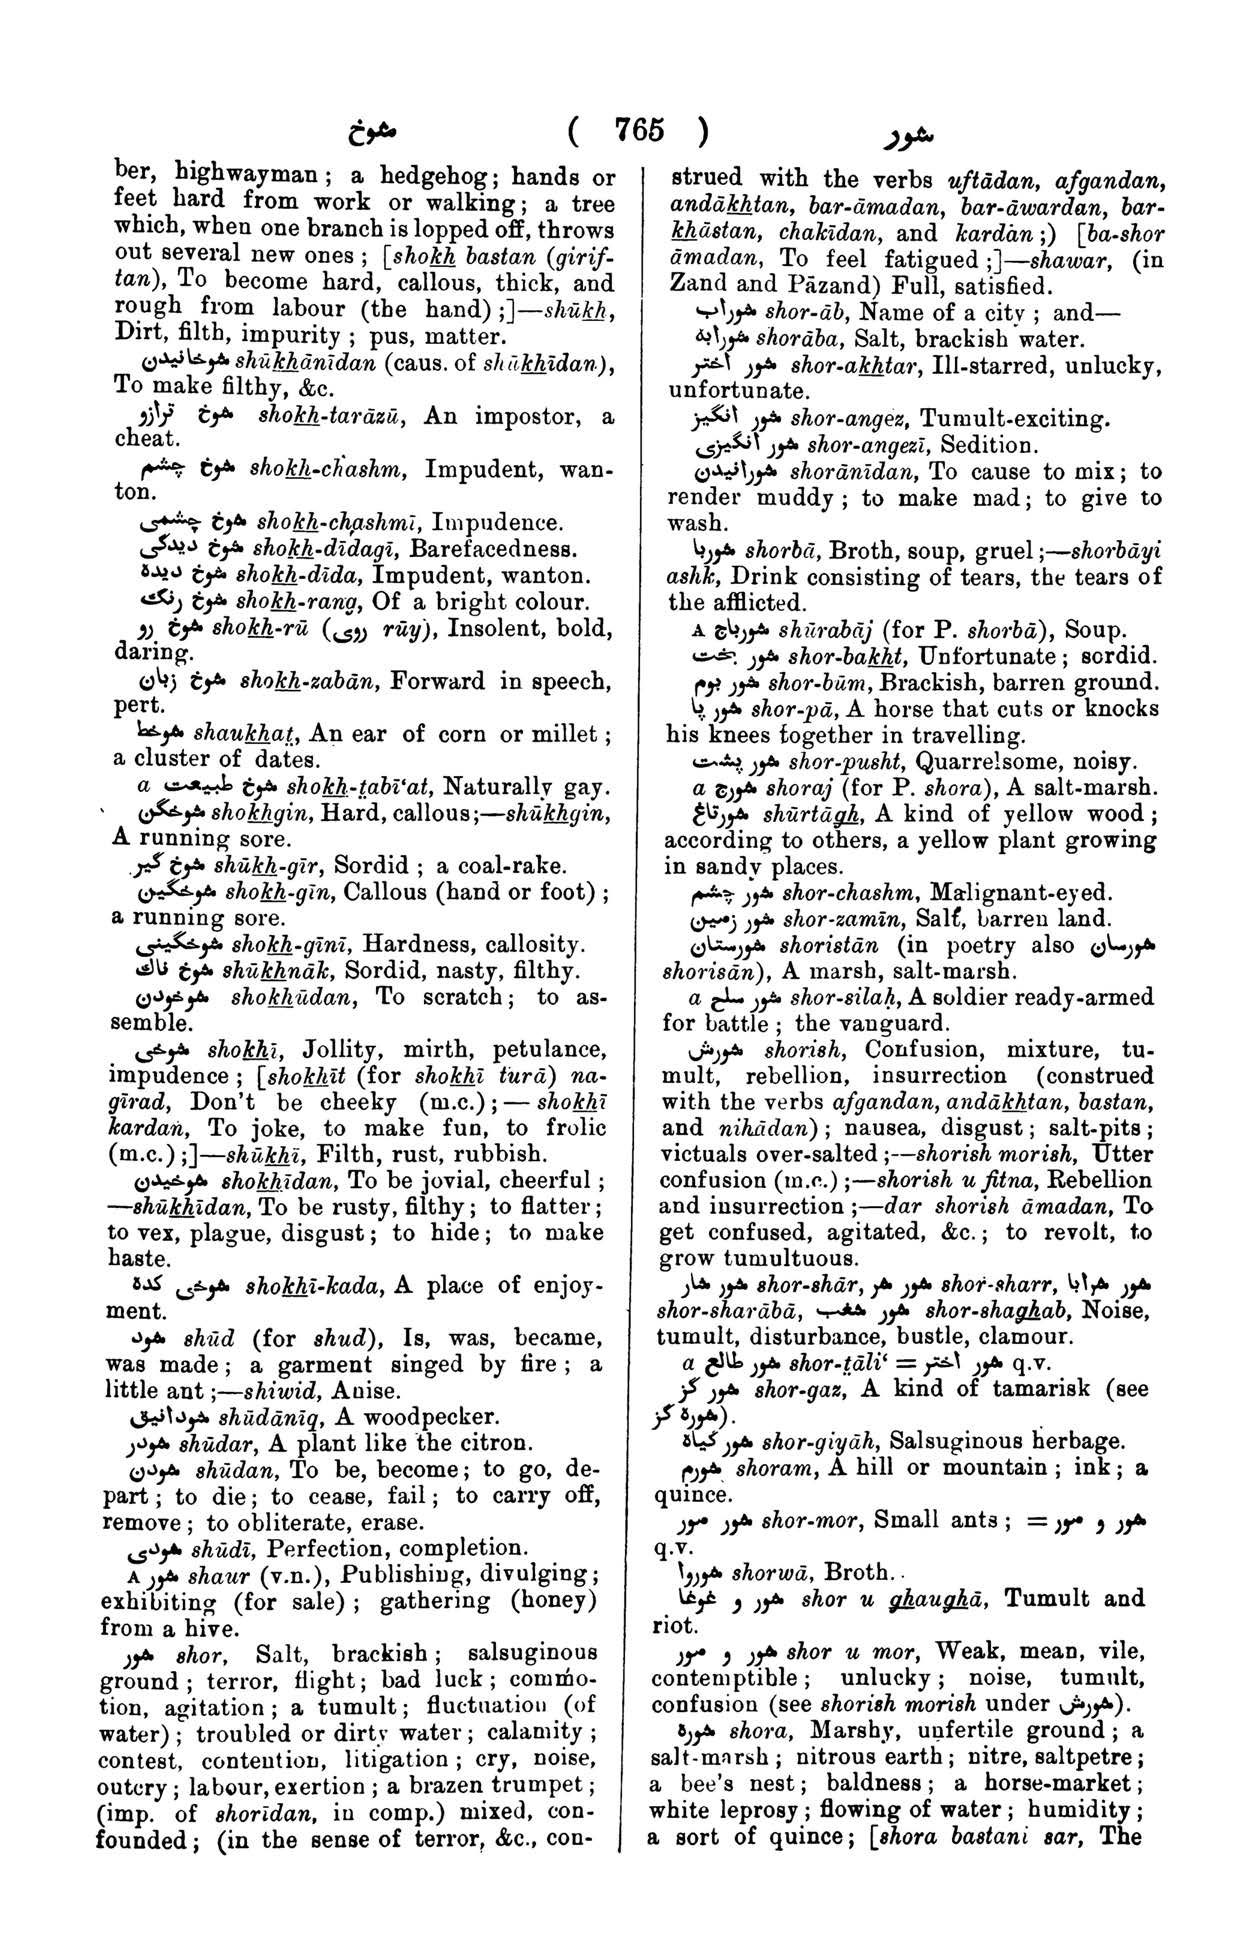 شوخ ( 765 ) شور
ber, highwayman ; a hedgehog ; hands or
feet hard from work or walking ; a tree
which, when one branch is lopped off, throws
out several new ones ; [shokh bastan (girif-
tan), To become hard, callous, thick, and
rough from labour (the hand) ;]—shūkh,
Dirt, filth, impurity ; pus, matter.
شوخانیدن shūkhānīdan (caus. of shūkhīdan),
To make filthy, &c.
شوخ ترازو shokh-tarāzū, An impostor, a
cheat.
شوخ چشم shokh-chashm, Impudent, wan-
ton.
شوخ چشمی shokh-chashmī, Impudence.
شوخ دیدگی shokh-dīdagī, Barefacedness.
شوخ دیده shokh-dīda, Impudent, wanton.
شوخ رنگ shokh-rang, Of a bright colour.
شوخ رو shokh-rū (روی rūy), Insolent, bold,
daring.
شوخ زبان shokh-zabān, Forward in speech,
pert.
شوخط shaukhat̤, An ear of corn or millet ;
a cluster of dates.
a شوخ طبیعت shokh-t̤abī‘at, Naturally gay.
شوخگن shokhgin, Hard, callous ;—shūkhgin,
A running sore.
شوخ گیر shūkh-gīr, Sordid ; a coal-rake.
شوخگین shokh-gīn, Callous (hand or foot) ;
a running sore.
شوخگینی shokh-gīnī, Hardness, callosity.
شوخ ناك shūkhnāk, Sordid, nasty, filthy.
شوخودن shokhūdan, To scratch ; to as-
semble.
شوخی shokhī, Jollity, mirth, petulance,
impudence ; [shokhīt (for shokhī turā) na-
gīrad, Don't be cheeky (m.c.) ;—shokhī
kardan, To joke, to make fun, to frolic
(m.c.) ;]—shūkhī, Filth, rust, rubbish.
شوخیدن shokhīdan, To be jovial, cheerful ;
—shūkhīdan, To be rusty, filthy ; to flatter ;
to vex, plague, disgust ; to hide ; to make
haste.
شوخی کده shokhī-kada, A place of enjoy-
ment.
شود shūd (for shud), Is, was, became,
was made ; a garment singed by fire ; a
little ant ;—shiwid, Anise.
شودانیق shūdānīq, A woodpecker.
شودر shūdar, A plant like the citron.
شودن shūdan, To be, become ; to go, de-
part ; to die ; to cease, fail ; to carry off,
remove ; to obliterate, erase.
شودی shūdī, Perfection, completion.
A شور shaur (v.n.), Publishing, divulging ;
exhibiting (for sale) ; gathering (honey)
from a hive.
شور shor, Salt, brackish ; salsuginous
ground ; terror, flight ; bad luck ; commo-
tion, agitation ; a tumult ; fluctuation (of
water) ; troubled or dirty water ; calamity ;
contest, contention, litigation ; cry, noise,
outcry ; labour, exertion ; a brazen trumpet ;
(imp. of shorīdan, in comp.) mixed, con-
founded ; (in the sense of terror, &c., con-
strued with the verbs uftādan, afgandan,
andākhtan, bar-āmadan, bar-āwardan, bar-
khāstan, chakīdan, and kardan ;) [ba-shor
āmadan, To feel fatigued ;]—shawar, (in
Zand and Pāzand) Full, satisfied.
شوراب shor-āb, Name of a city ; and—
شورابه shorāba, Salt, brackish water.
شور اختر shor-akhtar, Ill-starred, unlucky,
unfortunate.
شور انگیز shor-angez, Tumult-exciting.
شور انگیزی shor-angezī, Sedition.
شورانیدن shorānīdan, To cause to mix ; to
render muddy ; to make mad ; to give to
wash.
شوربا shorbā, Broth, soup, gruel ;—shorbāyi
ashk, Drink consisting of tears, the tears of
the afflicted.
A شورباج shūrabāj (for P. shorbā), Soup.
شور بخت shor-bakht, Unfortunate ; sordid.
شور بوم shor-būm, Brackish, barren ground.
شور پا shor-pā, A horse that cuts or knocks
his knees together in travelling.
شور پشت shor-pusht, Quarrelsome, noisy.
a شورج shoraj (for P. shora), A salt-marsh.
شورتاغ shūrtāgh, A kind of yellow wood ;
according to others, a yellow plant growing
in sandy places.
شور چشم shor-chashm, Malignant-eyed.
شور زمین shor-zamīn, Salt, barren land.
شورستان shoristān (in poetry also شورسان
shorisān), A marsh, salt-marsh.
a شور سلح shor-silaḥ, A soldier ready-armed
for battle ; the vanguard.
شورش shorish, Confusion, mixture, tu-
mult, rebellion, insurrection (construed
with the verbs afgandan, andākhtan, bastan,
and nihādan) ; nausea, disgust ; salt-pits ;
victuals over-salted ;—shorish morish, Utter
confusion (m.c.) ;—shorish u fitna, Rebellion
and insurrection ;—dar shorish āmadan, To
get confused, agitated, &c. ; to revolt, to
grow tumultuous.
شور شار shor-shār, شور شر shor-sharr, شور شرابا
shor-sharābā, شور شغب shor-shaghab, Noise,
tumult, disturbance, bustle, clamour.
a شور طالع shor-t̤āli‘ = شور اختر q.v.
شور گز shor-gaz, A kind of tamarisk (see
شوره گز).
شور گیاه shor-giyāh, Salsuginous herbage.
شورم shoram, A hill or mountain ; ink ; a
quince.
شور مور shor-mor, Small ants ; = شور و مور
q.v.
شوروا shorwā, Broth.
شور و غوغا shor u ghaughā, Tumult and
riot.
شور و مور shor u mor, Weak, mean, vile,
contemptible ; unlucky ; noise, tumult,
confusion (see shorish morish under شورش).
شوره shora, Marshy, unfertile ground ; a
salt-marsh ; nitrous earth ; nitre, saltpetre ;
a bee's nest ; baldness ; a horse-market ;
white leprosy ; flowing of water ; humidity ;
a sort of quince ; [shora bastani sar, The